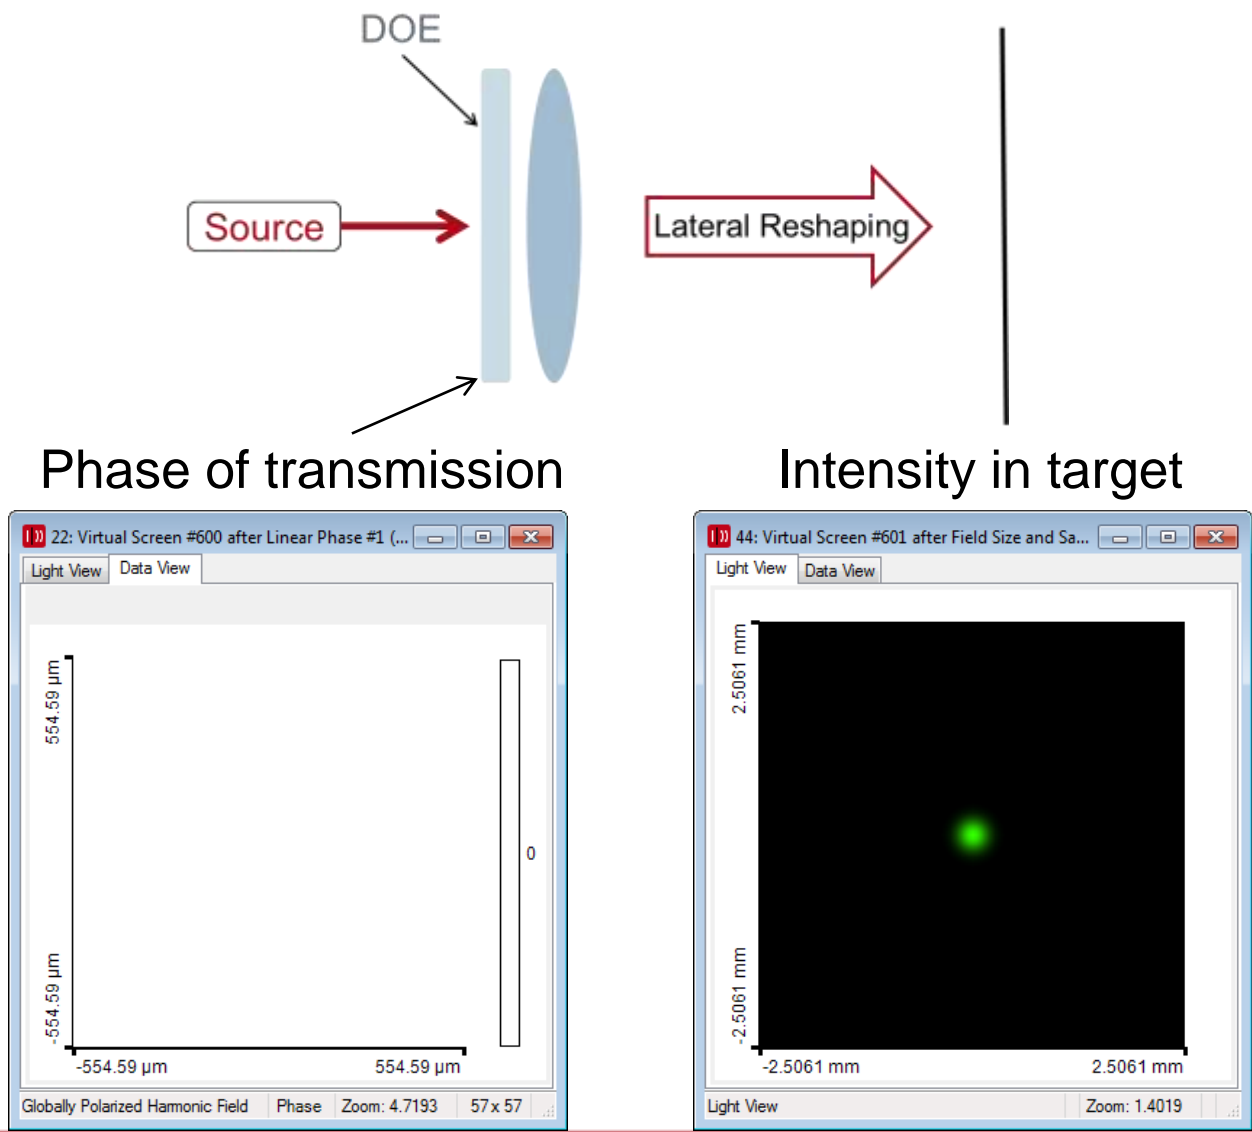 DOE
Source
Lateral Reshaping
Phase of transmission
Intensity in target
22: Virtual Screen #600 after Linear Phase #1 (...
Light View
Data View
554.59 µm
-554.59 µm
0
-554.59 µm
554.59 µm
Globally Polarized Harmonic Field
Phase
Zoom: 4.7193
57 x 57
44: Virtual Screen #601 after Field Size and Sa...
Light View
Data View
2.5061 mm
-2.5061 mm
-2.5061 mm
2.5061 mm
Light View
Zoom: 1.4019